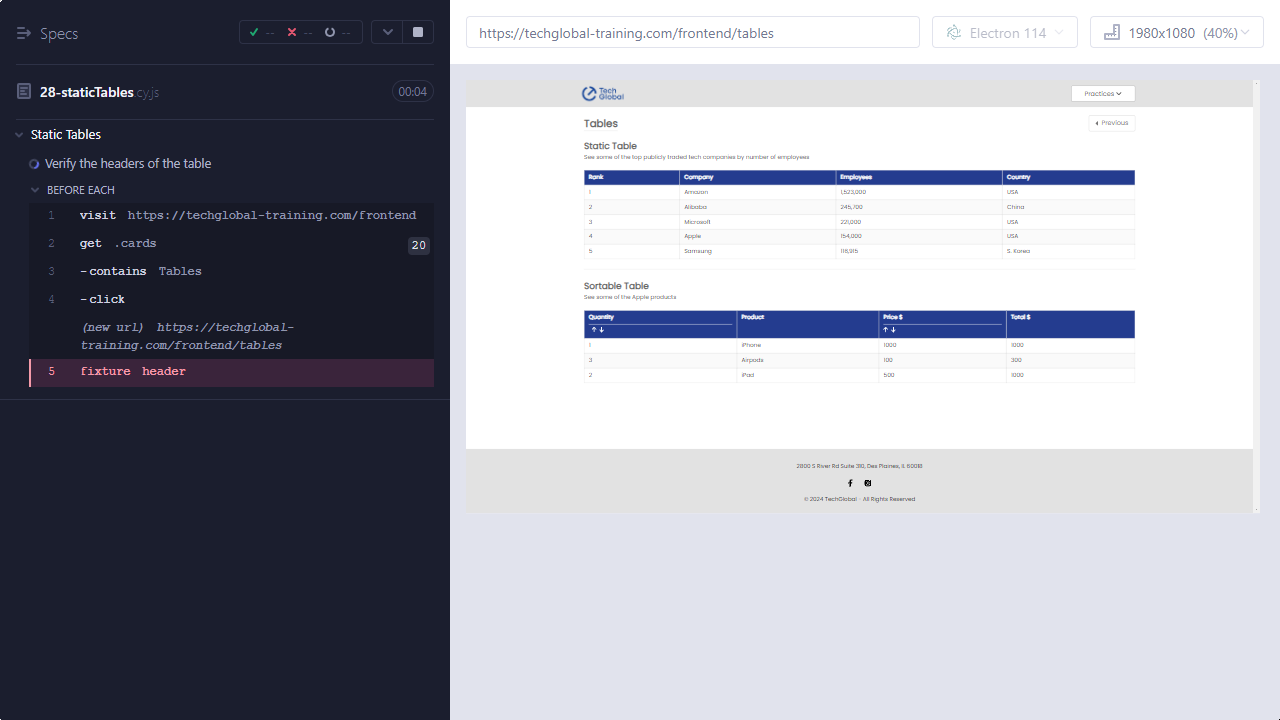 Specs
-- -- --
28-staticTables.cy.js 00:04
Static Tables
Verify the headers of the table
BEFORE EACH
1 visit https://techglobal-training.com/frontend
2 get .card 20
3 -contains Tables
4 -click
(new url) https://techglobal-
training.com/frontend/tables
5 fixture header
https://techglobal-training.com/frontend/tables
Electron 114
1980x1080 (40%)
Tech
Global
Practices
Tables
Previous
Static Table
See some of the top publicly traded tech companies by number of employees
Rank Company Employees Country
1 Amazon 1,523,000 USA
2 Alibaba 245,700 China
3 Microsoft 221,000 USA
4 Apple 154,000 USA
5 Samsung 116,915 S. Korea
Sortable Table
See some of the Apple products
Quantity Product Price $ Total $
1 iPhone 1000 1000
3 Airpods 100 300
2 iPad 500 1000
2800 S River Rd Suite 310, Des Plaines, IL 60018
© 2024 TechGlobal - All Rights Reserved